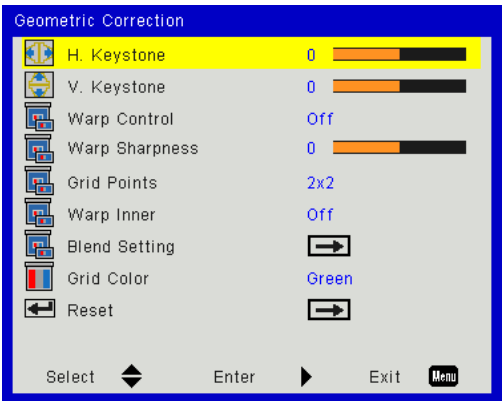 Geometric Correction
H. Keystone 0
V. Keystone 0
Warp Control Off
Warp Sharpness 0
Grid Points 2x2
Warp Inner Off
Blend Setting
Grid Color Green
Reset
Select Enter Exit Menu